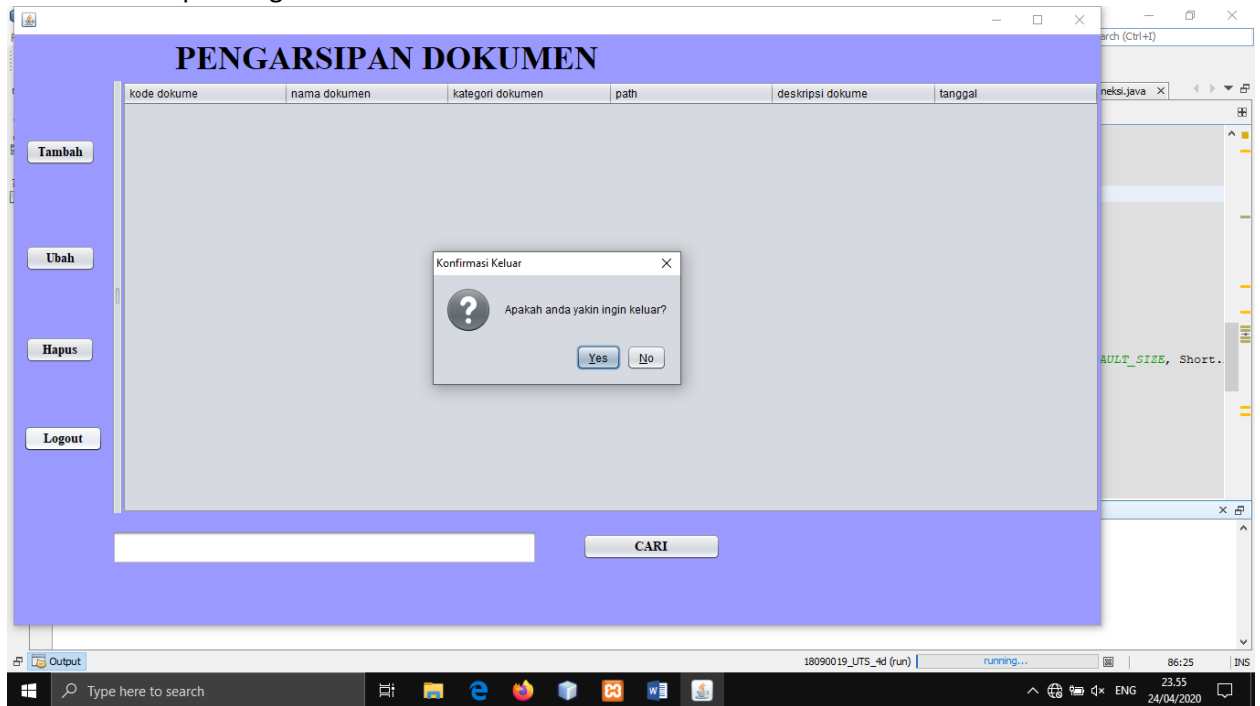 arch (Ctrl+I)
PENGARSIPAN DOKUMEN
kode dokume nama dokumen kategori dokumen path deskripsi dokume tanggal
neksi.java
Tambah
Ubah
Konfirmasi Keluar
Apakah anda yakin ingin keluar?
Yes No
Hapus
AULT_SIZE, Short.
Logout
CARI
Output 18090019_UTS_4d (run) running... 86:25 INS
Type here to search
ENG 23.55
24/04/2020